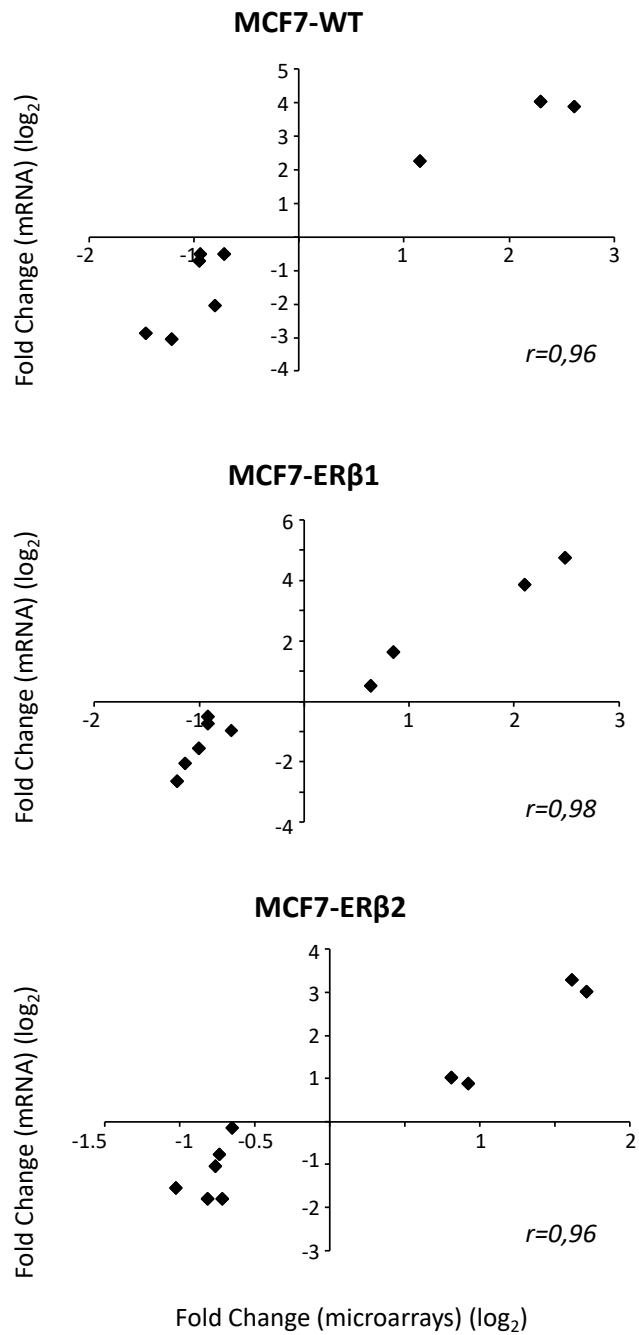 MCF7-WT
Fold Change (mRNA) (log₂)
5
4
3
2
1
-2 -1 1 2 3
-1
-2
-3
-4
r=0,96
MCF7-ERβ1
Fold Change (mRNA) (log₂)
6
4
2
-2 -1 1 2 3
-2
-4
r=0,98
MCF7-ERβ2
Fold Change (mRNA) (log₂)
4
3
2
1
-1.5 -1 -0.5 1 2
-1
-2
-3
r=0,96
Fold Change (microarrays) (log₂)